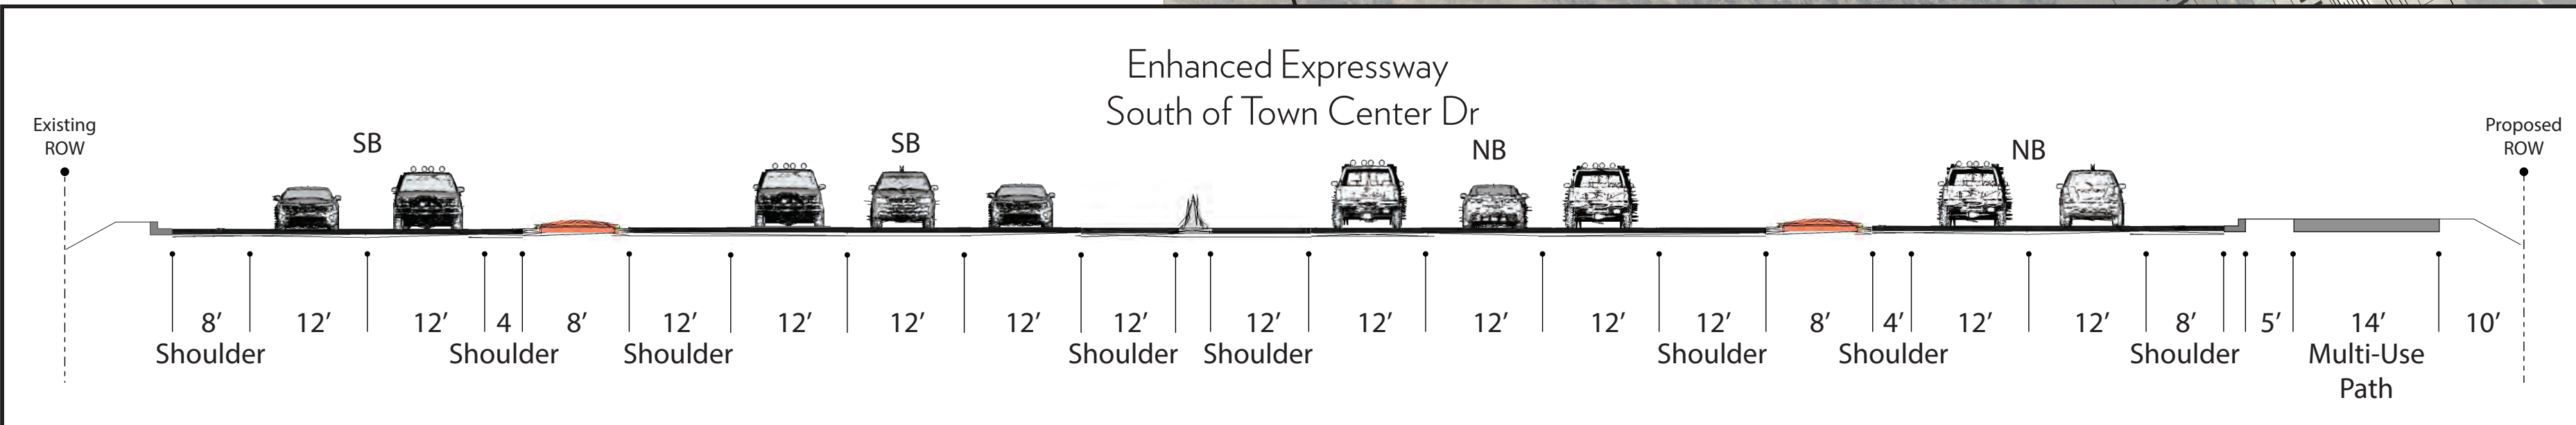 Enhanced Expressway
South of Town Center Dr
Existing
ROW
SB
SB
NB
NB
Proposed
ROW
8’ 12’ 12’ 4 8’ 12’ 12’ 12’ 12’ 12’ 12’ 12’ 12’ 12’ 12’ 8’ 4’ 12’ 12’ 8’ 5’ 14’ 10’
Shoulder Shoulder Shoulder Shoulder Shoulder Shoulder Shoulder Shoulder Multi-Use
Path